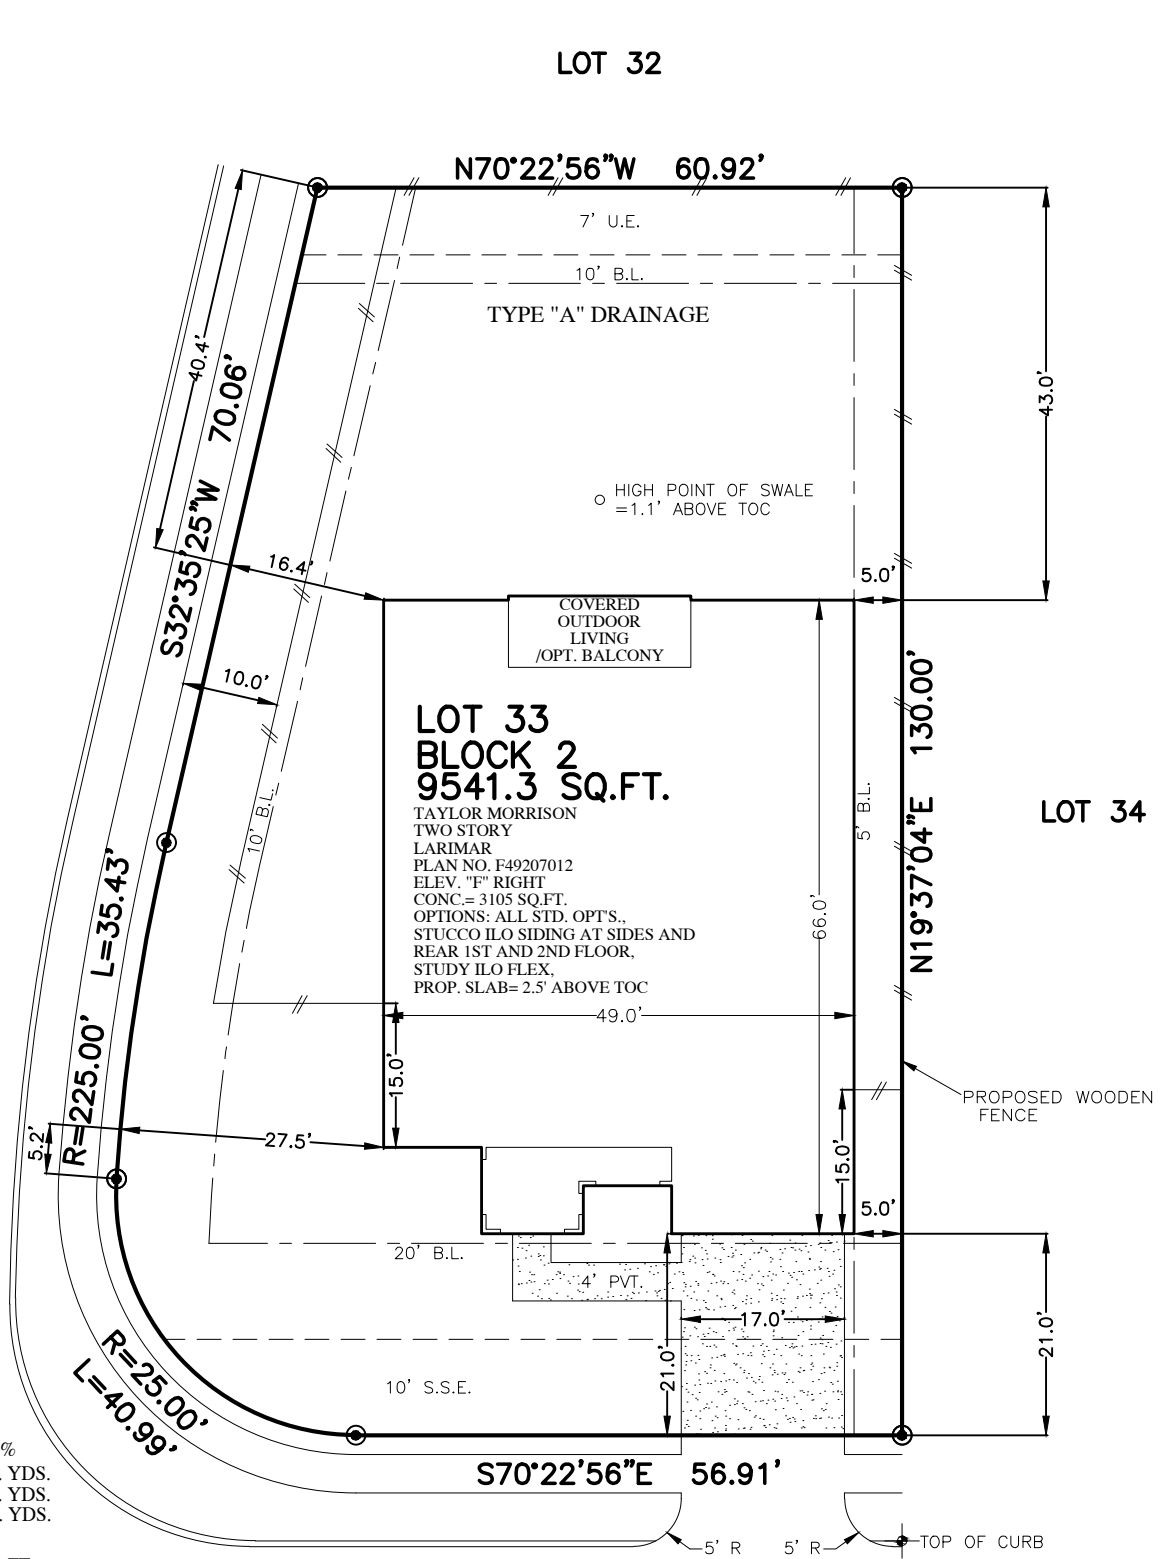 LOT 32
N70°22'56"W 60.92'
7' U.E.
10' B.L.
TYPE "A" DRAINAGE
40.4'
S32°35'25"W 70.06'
43.0'
HIGH POINT OF SWALE
=1.1' ABOVE TOC
16.4'
5.0'
COVERED
OUTDOOR
LIVING
/OPT. BALCONY
10.0'
LOT 33
BLOCK 2
9541.3 SQ.FT.
TAYLOR MORRISON
TWO STORY
LARIMAR
PLAN NO. F49207012
ELEV. "F" RIGHT
CONC.= 3105 SQ.FT.
OPTIONS: ALL STD. OPT'S.,
STUCCO ILO SIDING AT SIDES AND
REAR 1ST AND 2ND FLOOR,
STUDY ILO FLEX,
PROP. SLAB= 2.5' ABOVE TOC
10' B.L.
5' B.L.
N19°37'04"E 130.00'
LOT 34
66.0'
49.0'
R=225.00' L=35.43'
15.0'
PROPOSED WOODEN
FENCE
5.2'
27.5'
15.0'
5.0'
20' B.L.
4' PVT.
17.0'
21.0'
21.0'
R=25.00'
L=40.99'
10' S.S.E.
S70°22'56"E 56.91'
%
. YDS.
. YDS.
. YDS.
5' R
5' R
TOP OF CURB